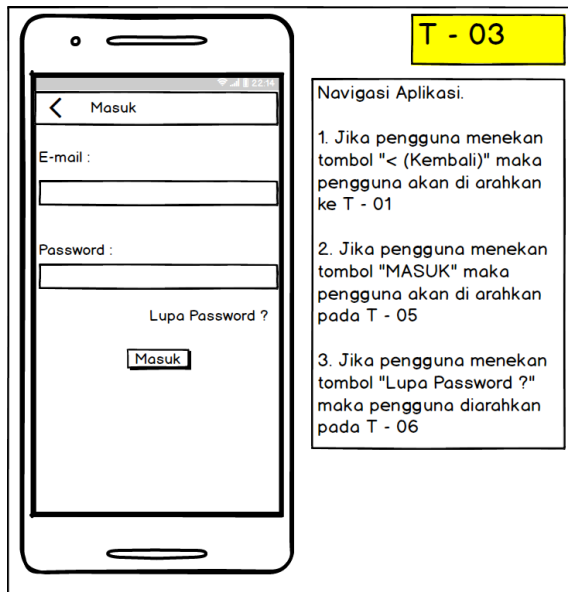 T - 03
22:14
< Masuk
E-mail :
Password :
Lupa Password ?
Masuk
Navigasi Aplikasi.
1. Jika pengguna menekan
tombol "< (Kembali)" maka
pengguna akan di arahkan
ke T - 01
2. Jika pengguna menekan
tombol "MASUK" maka
pengguna akan di arahkan
pada T - 05
3. Jika pengguna menekan
tombol "Lupa Password ?"
maka pengguna diarahkan
pada T - 06